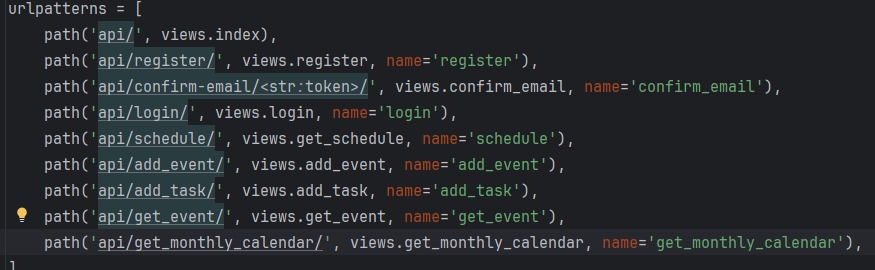 urlpatterns = [
path('api/', views.index),
path('api/register/', views.register, name='register'),
path('api/confirm-email/<str:token>/', views.confirm_email, name='confirm_email'),
path('api/login/', views.login, name='login'),
path('api/schedule/', views.get_schedule, name='schedule'),
path('api/add_event/', views.add_event, name='add_event'),
path('api/add_task/', views.add_task, name='add_task'),
path('api/get_event/', views.get_event, name='get_event'),
path('api/get_monthly_calendar/', views.get_monthly_calendar, name='get_monthly_calendar'),
]